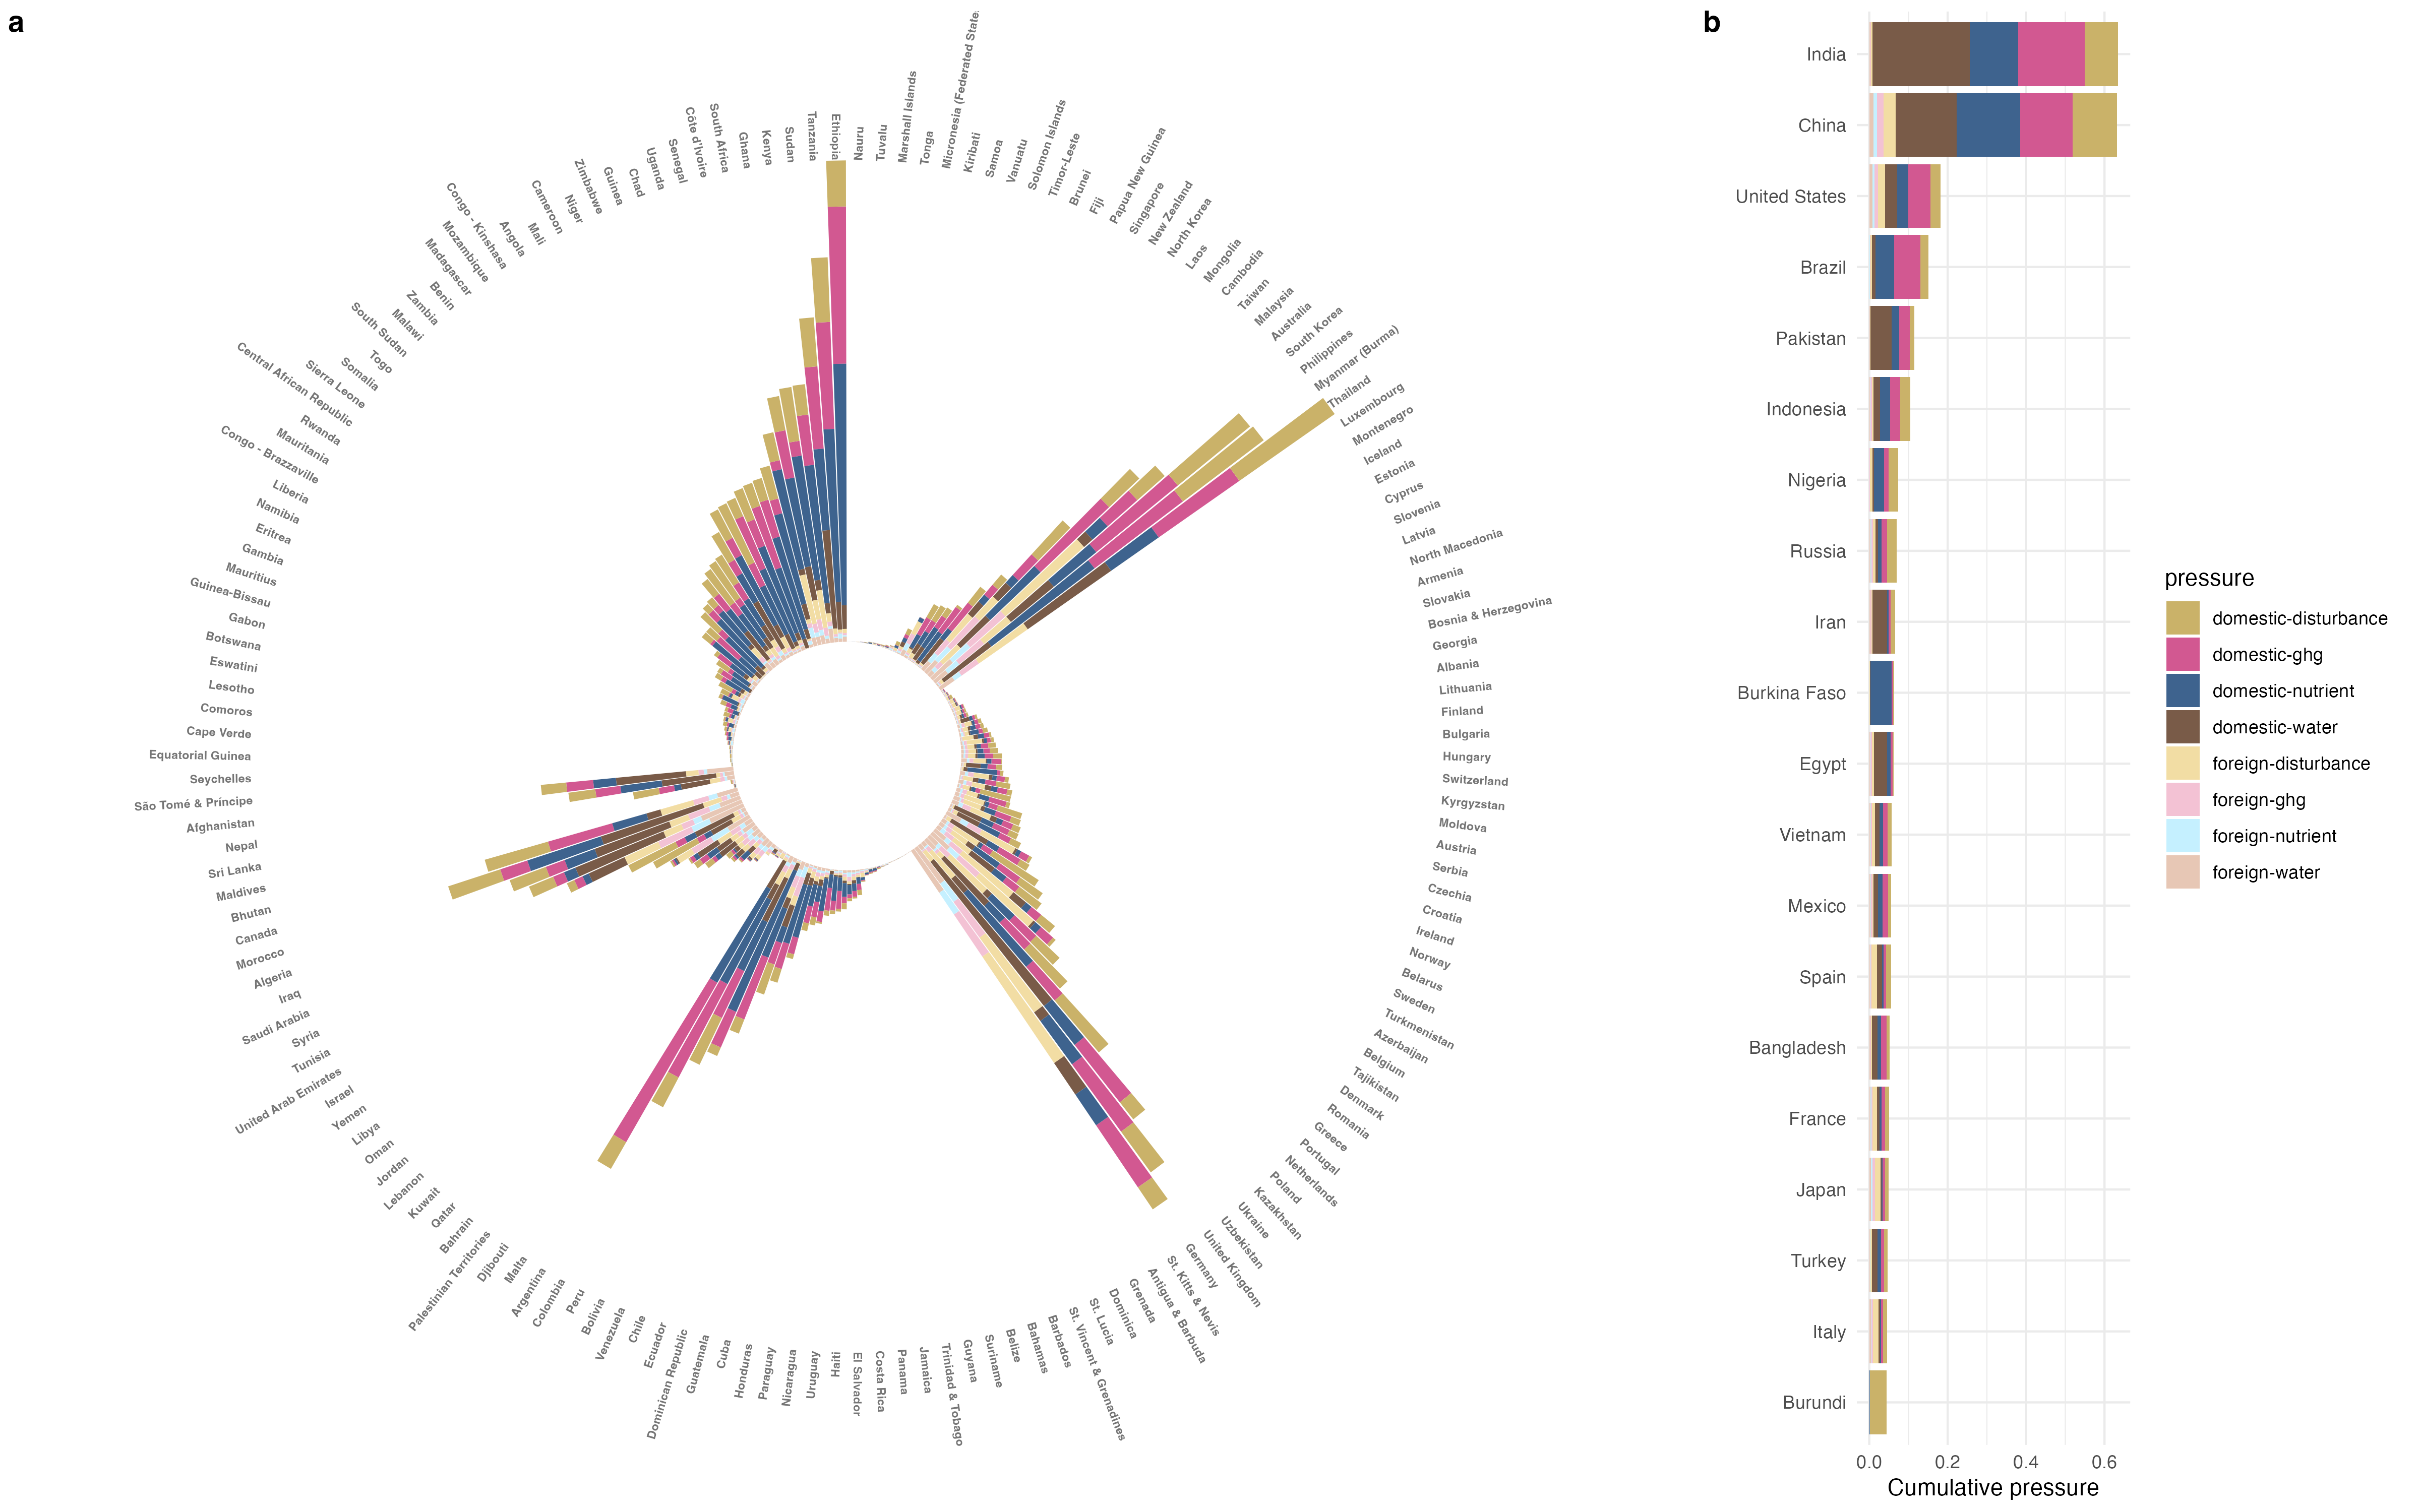 a
Nauru
Tuvalu
Marshall Islands
Tonga
Micronesia (Federated State
Kiribati
Samoa
Vanuatu
Solomon Islands
Timor-Leste
Brunei
Fiji
Papua New Guinea
Singapore
New Zealand
North Korea
Laos
Mongolia
Cambodia
Taiwan
Malaysia
Australia
South Korea
Philippines
Myanmar (Burma)
Thailand
Luxembourg
Montenegro
Iceland
Estonia
Cyprus
Slovenia
Latvia
North Macedonia
Armenia
Slovakia
Bosnia & Herzegovina
Georgia
Albania
Lithuania
Finland
Bulgaria
Hungary
Switzerland
Kyrgyzstan
Moldova
Austria
Serbia
Czechia
Croatia
Ireland
Norway
Belarus
Sweden
Turkmenistan
Azerbaijan
Belgium
Tajikistan
Denmark
Romania
Greece
Portugal
Netherlands
Poland
Kazakhstan
Ukraine
Uzbekistan
United Kingdom
Germany
St. Kitts & Nevis
Antigua & Barbuda
Grenada
Dominica
St. Lucia
St. Vincent & Grenadines
Barbados
Bahamas
Belize
Suriname
Guyana
Trinidad & Tobago
Jamaica
Panama
Costa Rica
El Salvador
Haiti
Uruguay
Nicaragua
Paraguay
Honduras
Cuba
Guatemala
Dominican Republic
Ecuador
Chile
Venezuela
Bolivia
Peru
Colombia
Argentina
Malta
Djibouti
Palestinian Territories
Bahrain
Qatar
Kuwait
Lebanon
Jordan
Oman
Libya
Yemen
Israel
United Arab Emirates
Tunisia
Syria
Saudi Arabia
Iraq
Algeria
Morocco
Canada
Bhutan
Maldives
Sri Lanka
Nepal
Afghanistan
São Tomé & Príncipe
Seychelles
Equatorial Guinea
Cape Verde
Comoros
Lesotho
Eswatini
Botswana
Gabon
Guinea-Bissau
Mauritius
Gambia
Eritrea
Namibia
Liberia
Congo - Brazzaville
Mauritania
Rwanda
Central African Republic
Sierra Leone
Somalia
Togo
South Sudan
Malawi
Zambia
Benin
Madagascar
Mozambique
Congo - Kinshasa
Angola
Mali
Cameroon
Niger
Zimbabwe
Guinea
Chad
Uganda
Senegal
Côte d'Ivoire
South Africa
Ghana
Kenya
Sudan
Tanzania
Ethiopia
b
India
China
United States
Brazil
Pakistan
Indonesia
Nigeria
Russia
Iran
Burkina Faso
Egypt
Vietnam
Mexico
Spain
Bangladesh
France
Japan
Turkey
Italy
Burundi
0.0 0.2 0.4 0.6
Cumulative pressure
pressure
domestic-disturbance
domestic-ghg
domestic-nutrient
domestic-water
foreign-disturbance
foreign-ghg
foreign-nutrient
foreign-water